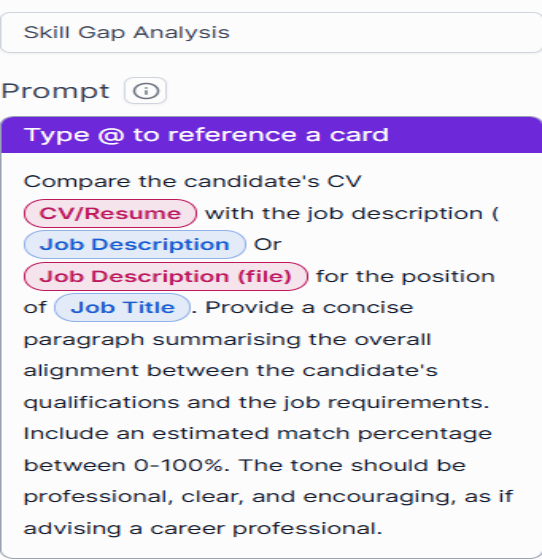 Skill Gap Analysis
Prompt
Type @ to reference a card
Compare the candidate's CV
CV/Resume with the job description (
Job Description Or
Job Description (file) for the position
of Job Title. Provide a concise
paragraph summarising the overall
alignment between the candidate's
qualifications and the job requirements.
Include an estimated match percentage
between 0-100%. The tone should be
professional, clear, and encouraging, as if
advising a career professional.